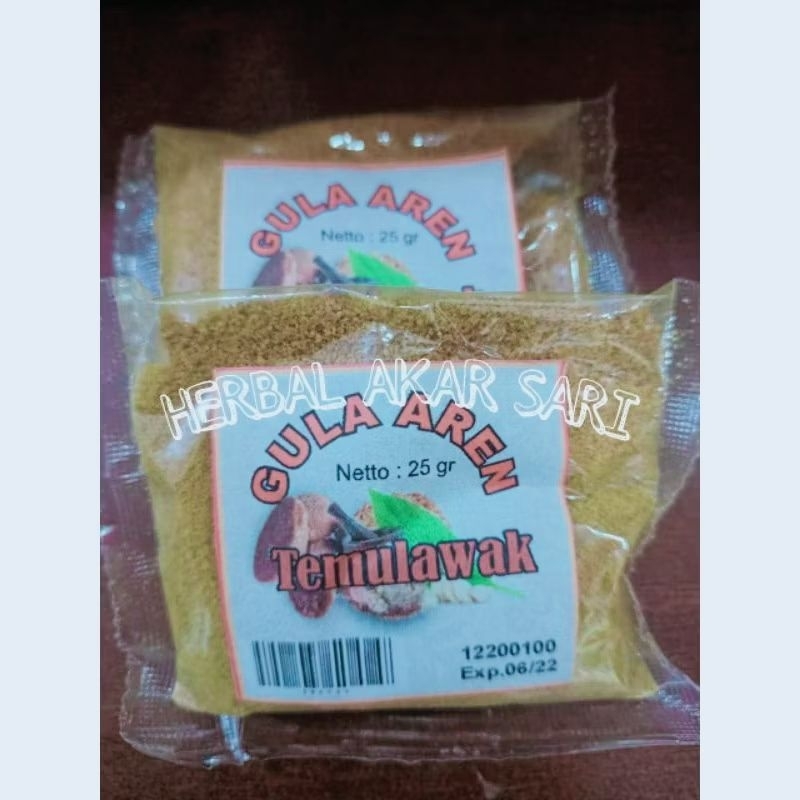 GULA AREN
Netto : 25 gr
HERBAL AKAR SARI
GULA AREN
Netto : 25 gr
Temulawak
12200100
Exp.06/22